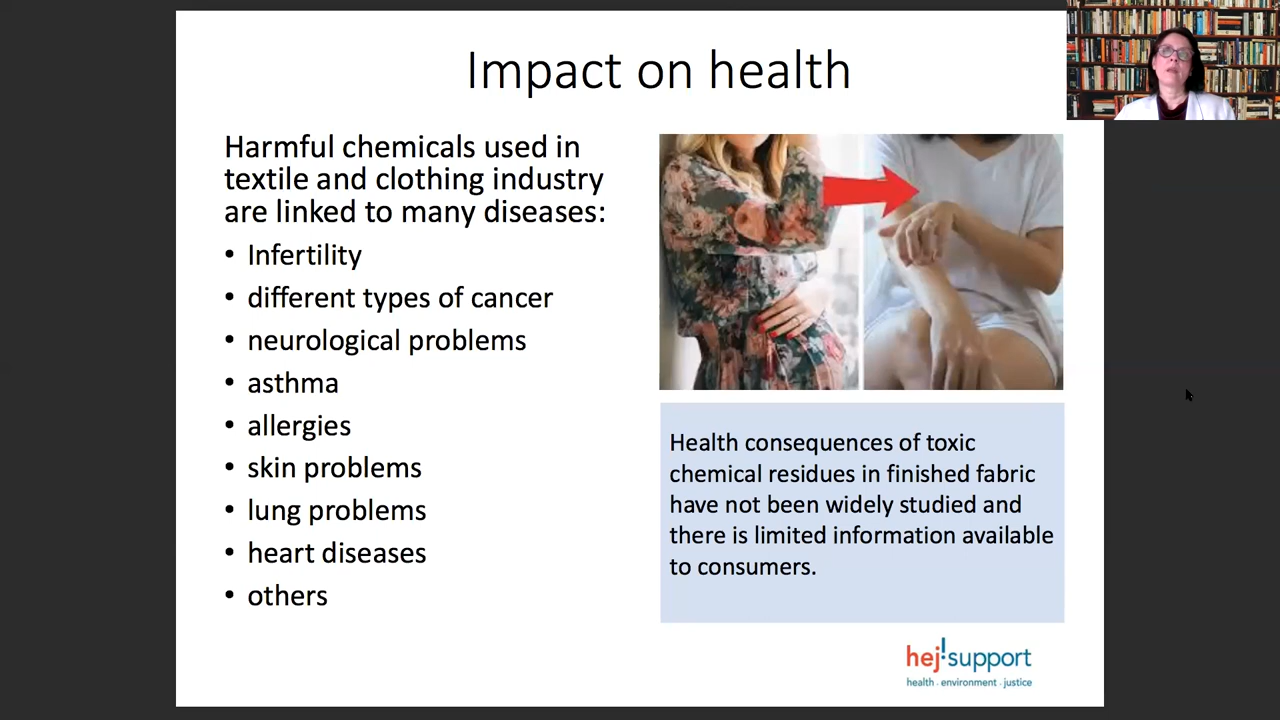 Impact on health
Harmful chemicals used in
textile and clothing industry
are linked to many diseases:
• Infertility
• different types of cancer
• neurological problems
• asthma
• allergies
• skin problems
• lung problems
• heart diseases
• others
Health consequences of toxic
chemical residues in finished fabric
have not been widely studied and
there is limited information available
to consumers.
hej!support
health . environment . justice